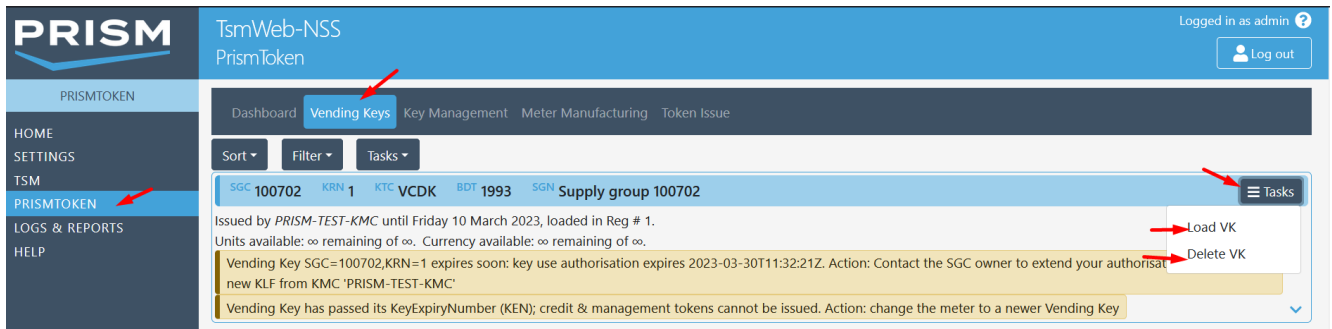 PRISM
TsmWeb-NSS
PrismToken
Logged in as admin ?
Log out
PRISMTOKEN
HOME
SETTINGS
TSM
PRISMTOKEN
LOGS & REPORTS
HELP
Dashboard Vending Keys Key Management Meter Manufacturing Token Issue
Sort Filter Tasks
SGC 100702 KRN 1 KTC VCDK BDT 1993 SGN Supply group 100702
Tasks
Load VK
Delete VK
Issued by PRISM-TEST-KMC until Friday 10 March 2023, loaded in Reg # 1.
Units available: ∞ remaining of ∞. Currency available: ∞ remaining of ∞.
Vending Key SGC=100702,KRN=1 expires soon: key use authorisation expires 2023-03-30T11:32:21Z. Action: Contact the SGC owner to extend your authorisat
new KLF from KMC 'PRISM-TEST-KMC'
Vending Key has passed its KeyExpiryNumber (KEN); credit & management tokens cannot be issued. Action: change the meter to a newer Vending Key